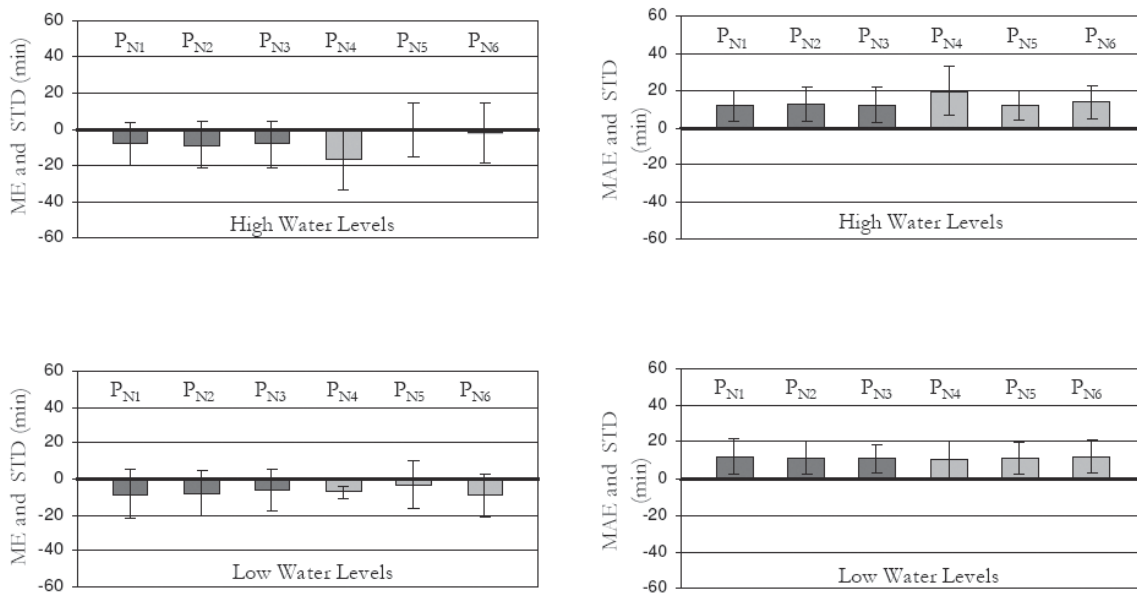 ME and STD (min)
60
40
20
0
-20
-40
-60
P_N1 P_N2 P_N3 P_N4 P_N5 P_N6
High Water Levels
MAE and STD
(min)
60
40
20
0
-20
-40
-60
P_N1 P_N2 P_N3 P_N4 P_N5 P_N6
High Water Levels
ME and STD (min)
60
40
20
0
-20
-40
-60
P_N1 P_N2 P_N3 P_N4 P_N5 P_N6
Low Water Levels
MAE and STD
(min)
60
40
20
0
-20
-40
-60
P_N1 P_N2 P_N3 P_N4 P_N5 P_N6
Low Water Levels